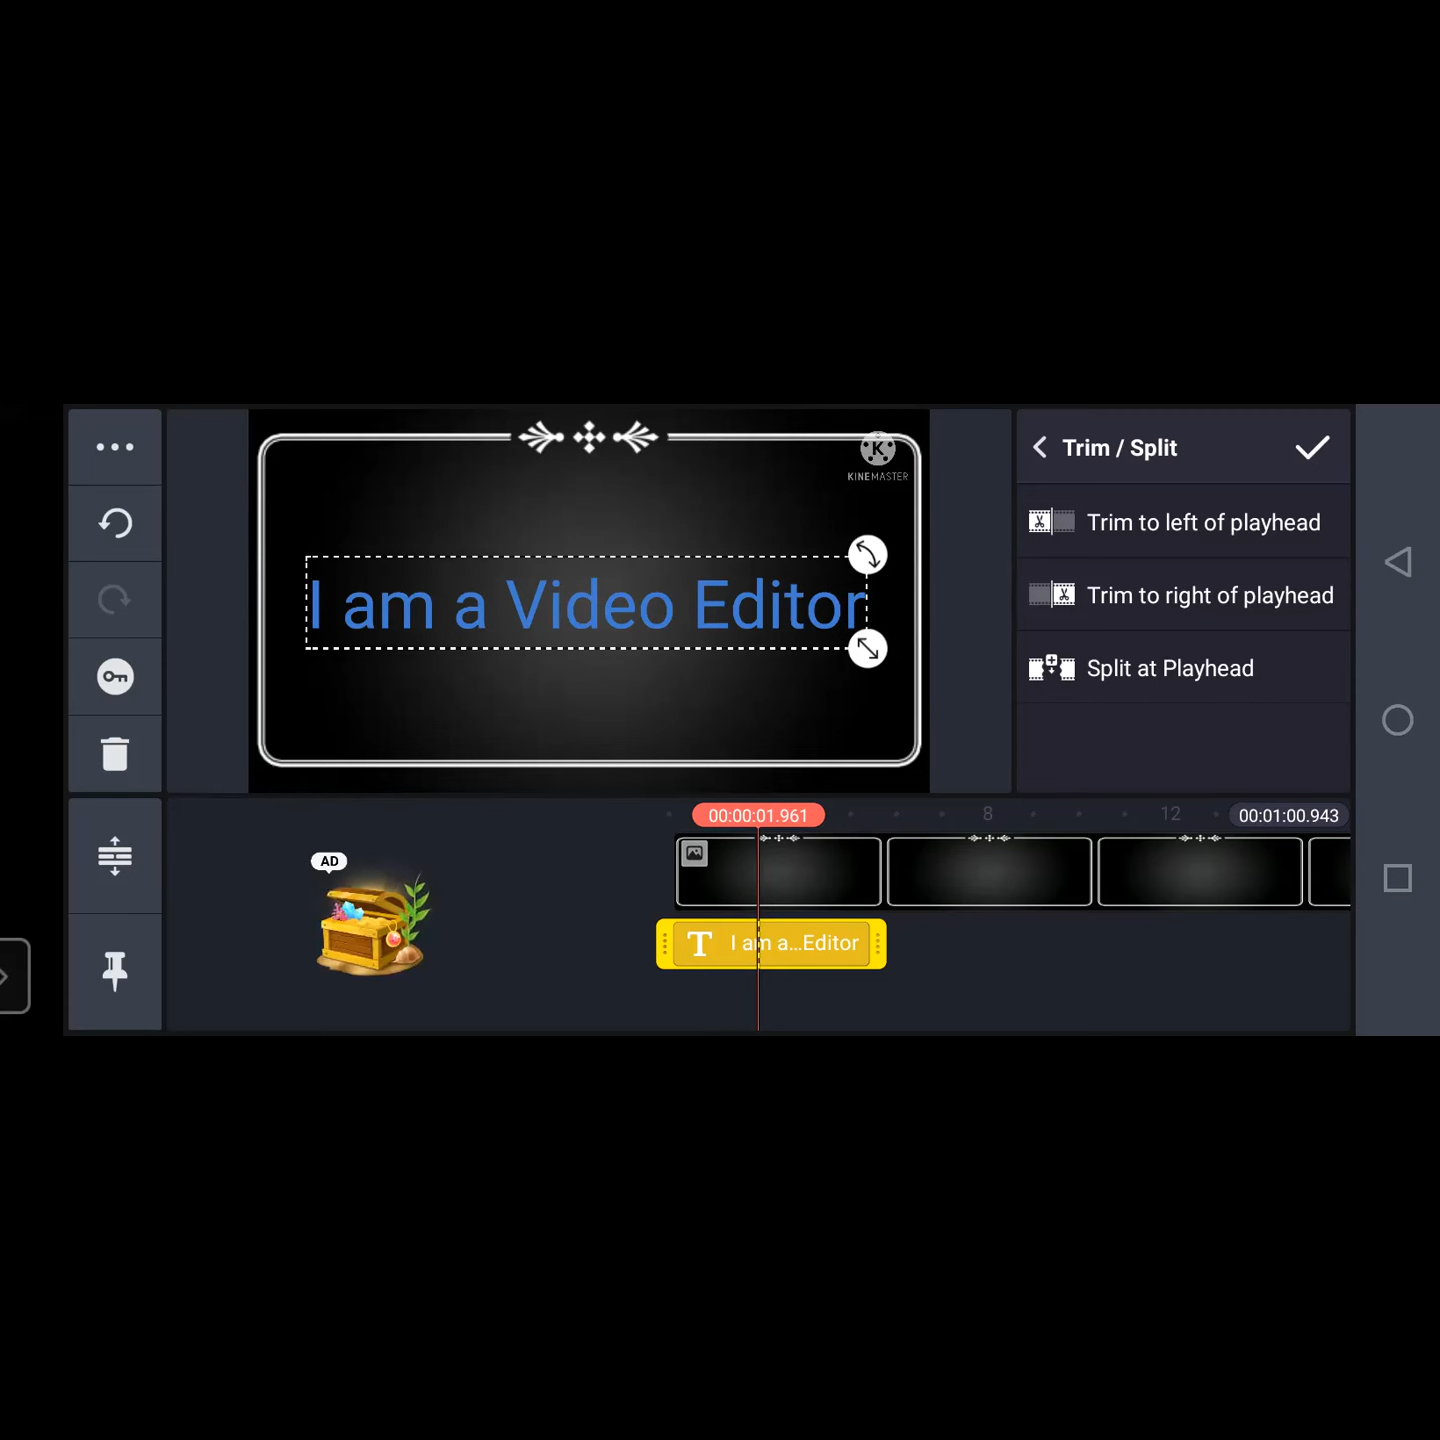 Trim / Split
KINEMASTER
Trim to left of playhead
I am a Video Editor
Trim to right of playhead
Split at Playhead
00:00:01.961
8
12
00:01:00.943
AD
T I am a...Editor